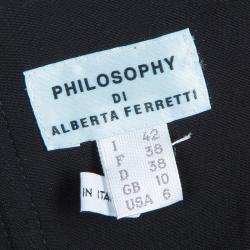 PHILOSOPHY
DI
ALBERTA FERRETTI
I 42
F 38
D 38
GB 10
USA 6
IN ITA